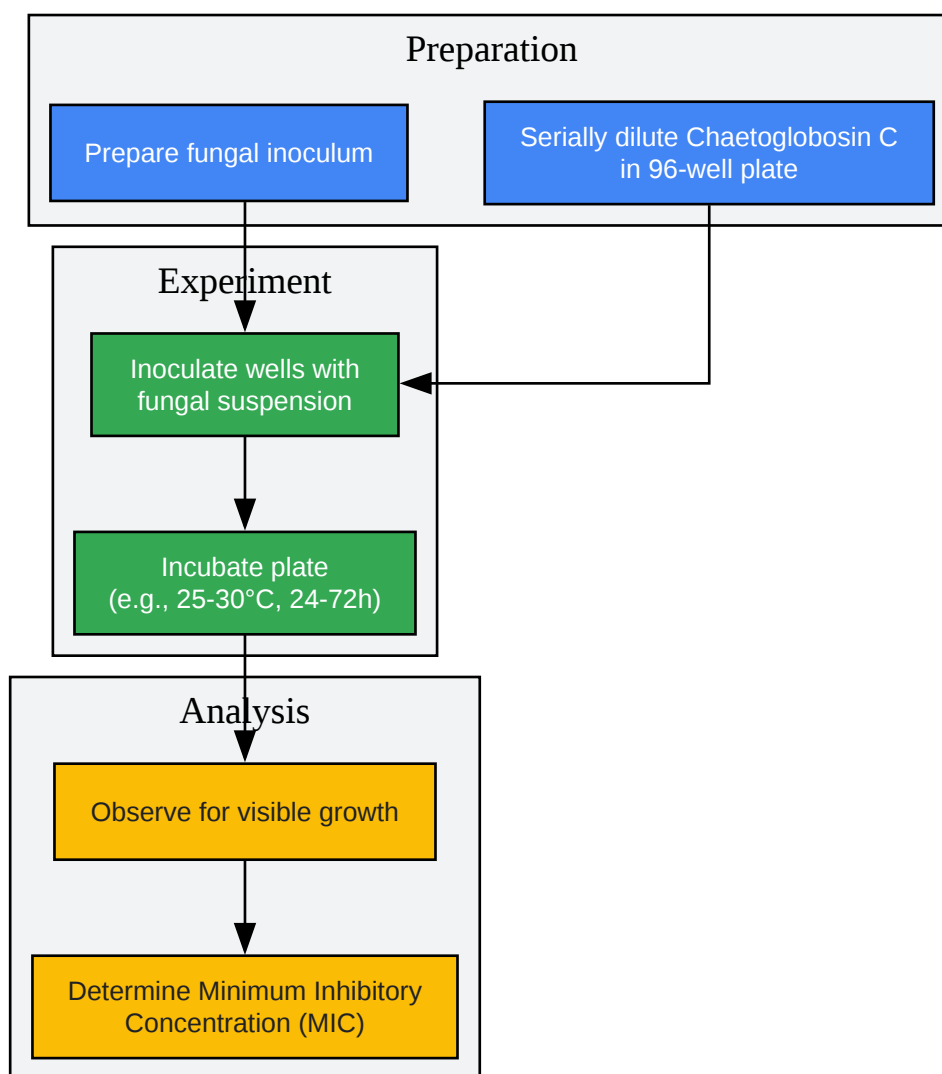 Preparation
Prepare fungal inoculum
Serially dilute Chaetoglobosin C
in 96-well plate
Experiment
Inoculate wells with
fungal suspension
Incubate plate
(e.g., 25-30°C, 24-72h)
Analysis
Observe for visible growth
Determine Minimum Inhibitory
Concentration (MIC)